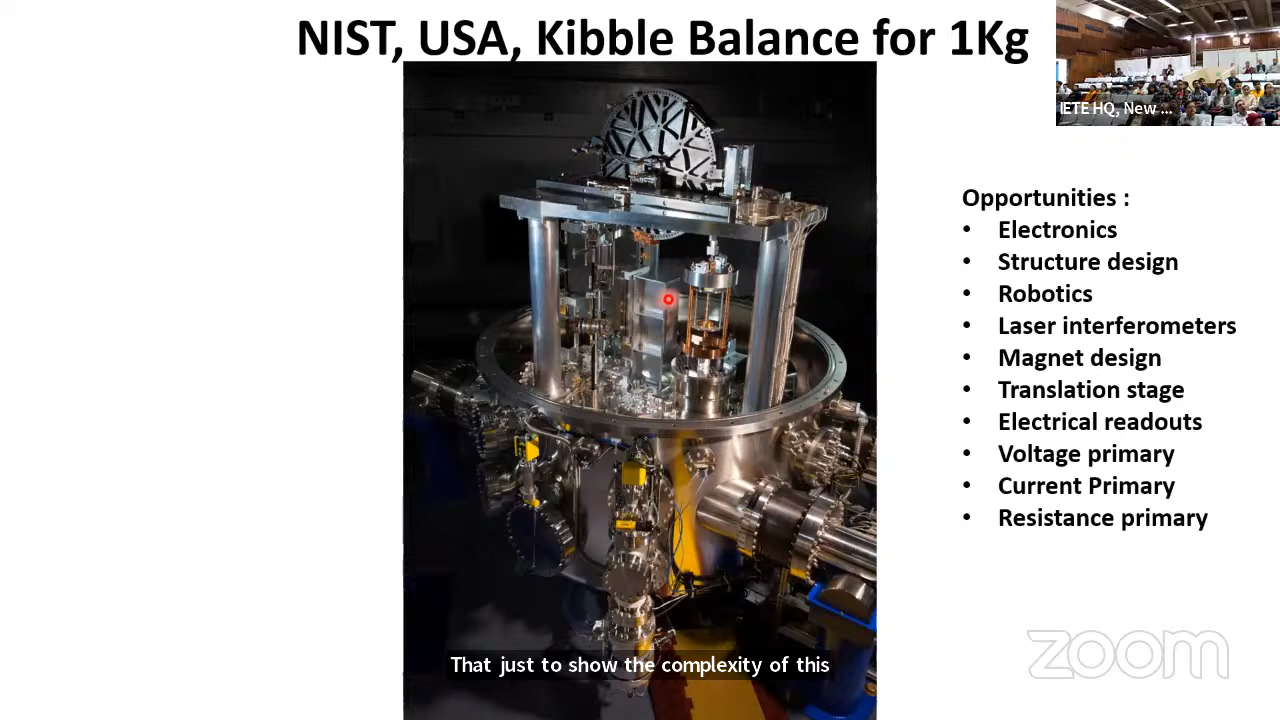 NIST, USA, Kibble Balance for 1Kg
IETE HQ, New ...
Opportunities :
• Electronics
• Structure design
• Robotics
• Laser interferometers
• Magnet design
• Translation stage
• Electrical readouts
• Voltage primary
• Current Primary
• Resistance primary
That just to show the complexity of this
zoom